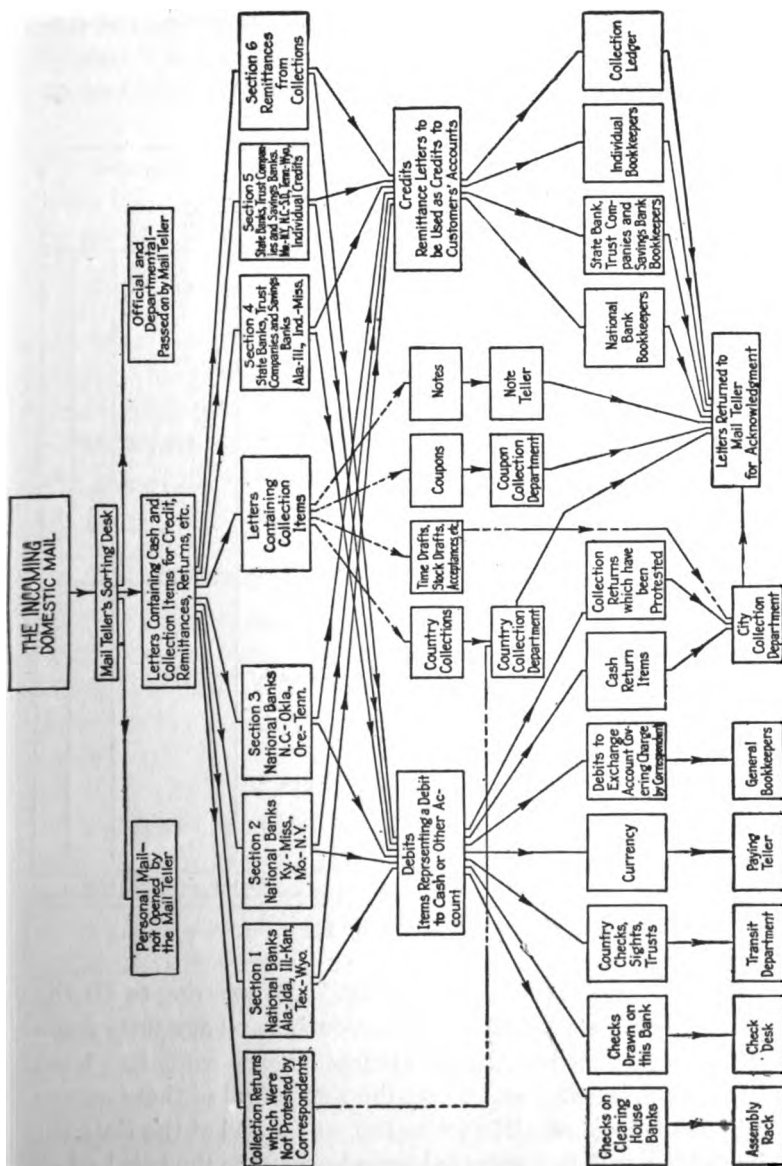 THE INCOMING
DOMESTIC MAIL
Mail Teller's Sorting Desk
Personal Mail—
not Opened by
the Mail Teller
Official and
Departmental—
Passed on by Mail Teller
Letters Containing Cash and
Collection Items for Credit,
Remittances, Returns, etc.
Collection Returns
which Were
Not Protested by
Correspondents
Section 1
National Banks
Ala.-Ida., Ill-Kan.,
Tex.-Wyo.
Section 2
National Banks
Ky.-Miss.,
Mo.-N.Y.
Section 3
National Banks
N.C.-Okla.,
Ore.-Tenn.
Letters
Containing
Collection
Items
Section 4
State Banks, Trust
Companies and Savings
Banks
Ala-Ill., Ind.-Miss.
Section 5
State Banks, Trust Compan-
ies and Savings Banks.
Individual Credits
Section 6
Remittances
from
Collections
Debits
Items Reprsenting a Debit
to Cash or Other Ac-
count
Country
Collections
Time Drafts,
Stock Drafts,
Acceptances, etc.
Coupons
Notes
Credits
Remittance Letters to
be Used as Credits to
Customers' Accounts
Country
Collection
Department
Coupon
Collection
Department
Note
Teller
Checks on
Clearing
House
Banks
Checks
Drawn on
this Bank
Country
Checks,
Sights,
Trusts
Currency
Debits to
Exchange
Account Cov-
ering Charge
by Correspondent
Cash
Return
Items
Collection
Returns
which have
been
Protested
National
Bank
Bookkeepers
State Bank,
Trust Com-
panies and
Savings Bank
Bookkeepers
Individual
Bookkeepers
Collection
Ledger
Assembly
Rack
Check
Desk
Transit
Department
Paying
Teller
General
Bookkeepers
City
Collection
Department
Letters Returned to
Mail Teller
for Acknowledgment